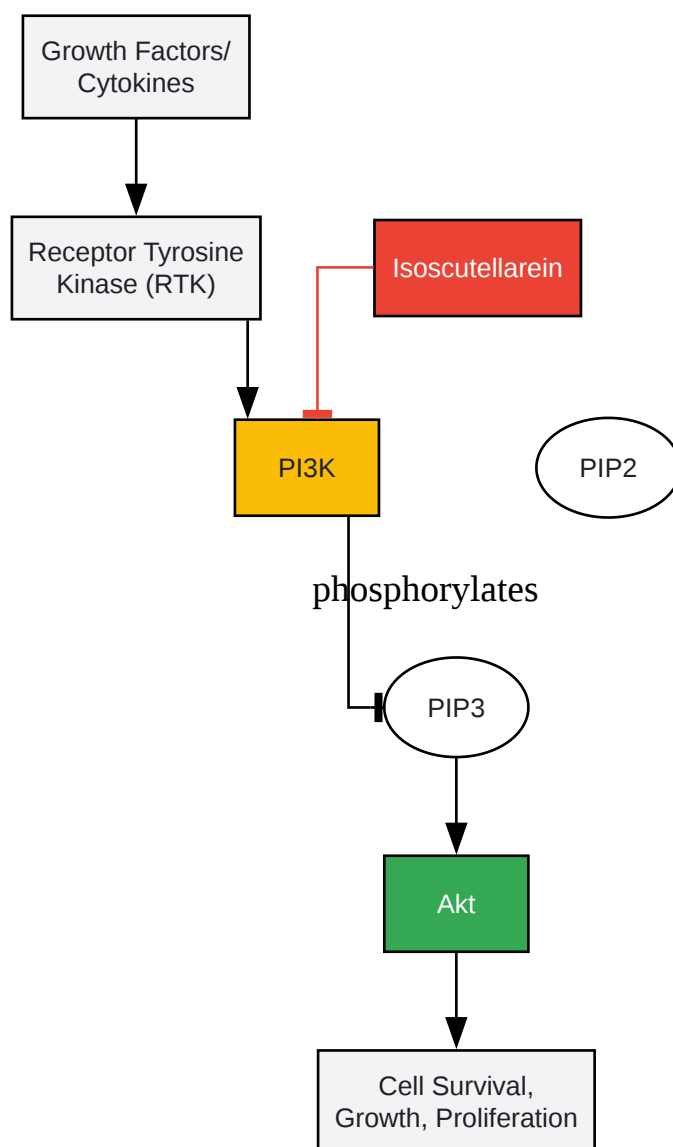 Growth Factors/
Cytokines
Receptor Tyrosine
Kinase (RTK)
Isoscutellarein
PI3K
PIP2
phosphorylates
PIP3
Akt
Cell Survival,
Growth, Proliferation